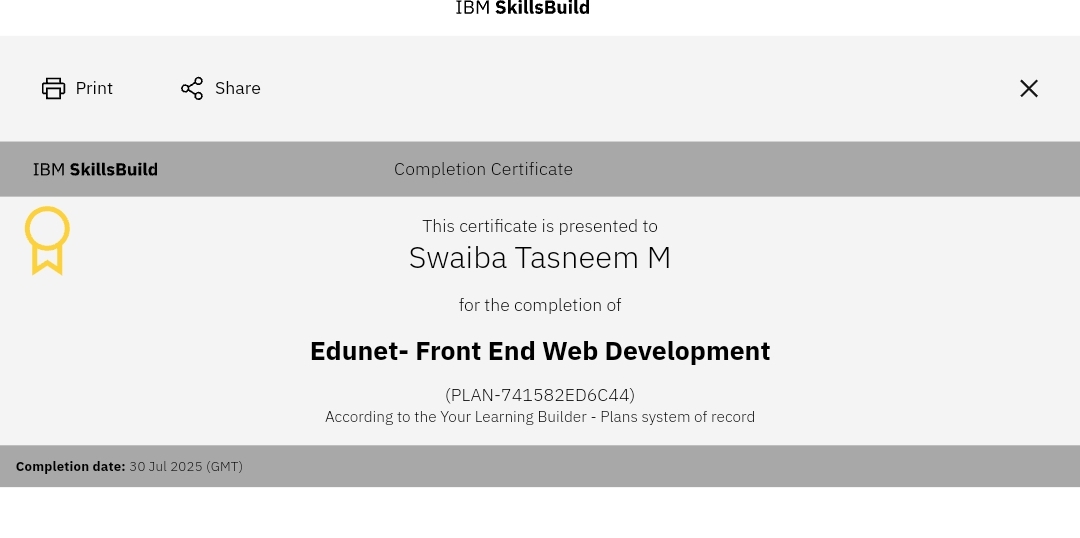 IBM SkillsBuild
Print Share
IBM SkillsBuild Completion Certificate
This certificate is presented to
Swaiba Tasneem M
for the completion of
Edunet- Front End Web Development
(PLAN-741582ED6C44)
According to the Your Learning Builder - Plans system of record
Completion date: 30 Jul 2025 (GMT)